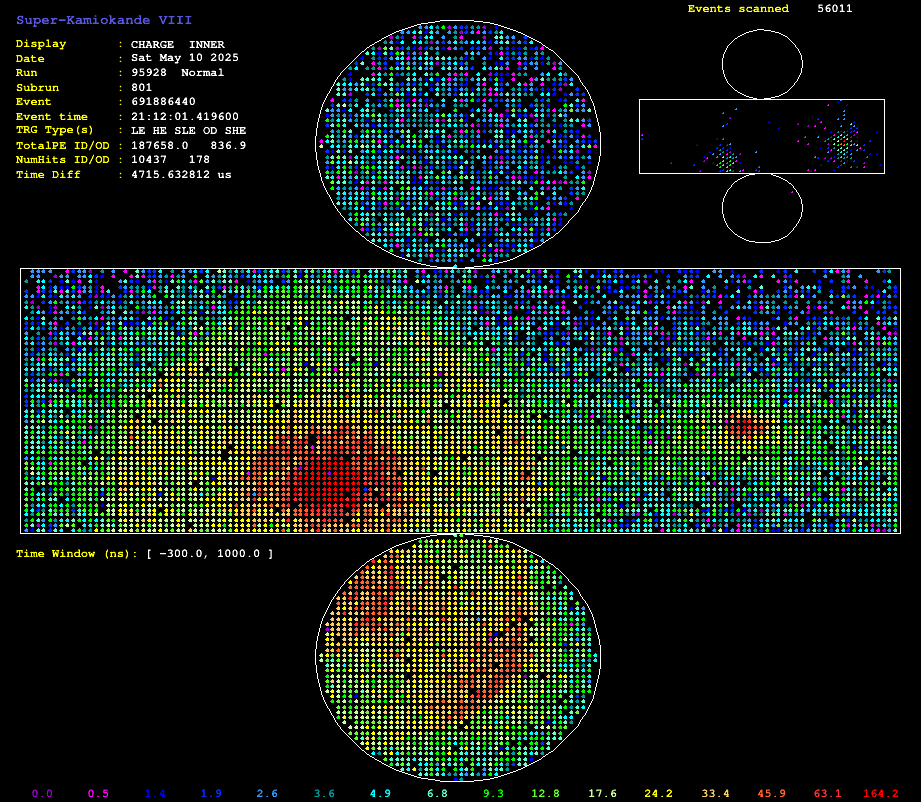 Super-Kamiokande VIII
Events scanned 56011
Display : CHARGE INNER
Date : Sat May 10 2025
Run : 95928 Normal
Subrun : 801
Event : 691886440
Event time : 21:12:01.419600
TRG Type(s) : LE HE SLE OD SHE
TotalPE ID/OD : 187658.0 836.9
NumHits ID/OD : 10437 178
Time Diff : 4715.632812 us
Time Window (ns): [ −300.0, 1000.0 ]
0.0 0.5 1.4 1.9 2.6 3.6 4.9 6.8 9.3 12.8 17.6 24.2 33.4 45.9 63.1 164.2